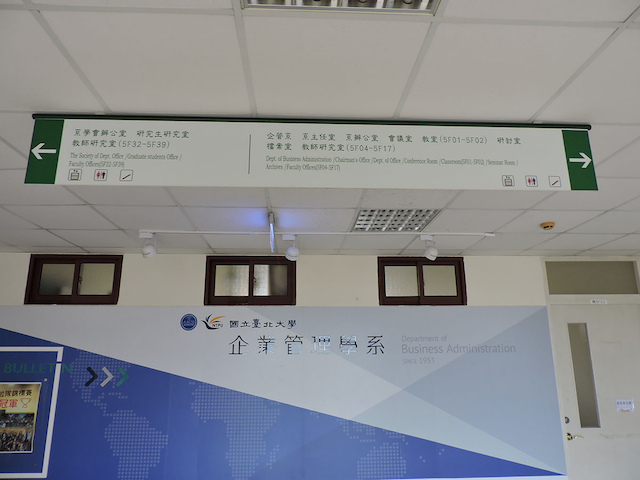 系學會辦公室 研究生研究室
教師研究室(5F32-5F39)
The Society of Dept. Office /Graduate students Office /
Faculty Offices(5F32-5F39)
企管系 系主任室 系辦公室 會議室 教室(5F01-5F02) 研討室
檔案室 教師研究室(5F04-5F17)
Dept. of Business Administration /Chairman's Office /Dept. of Office /Conference Room /Classroom(5F01-5F02) /Seminar Room /
Archives /Faculty Offices(5F04-5F17)
NTPU
國立臺北大學
企業管理學系
Department of
Business Administration
since 1953
BULLETIN
冠軍